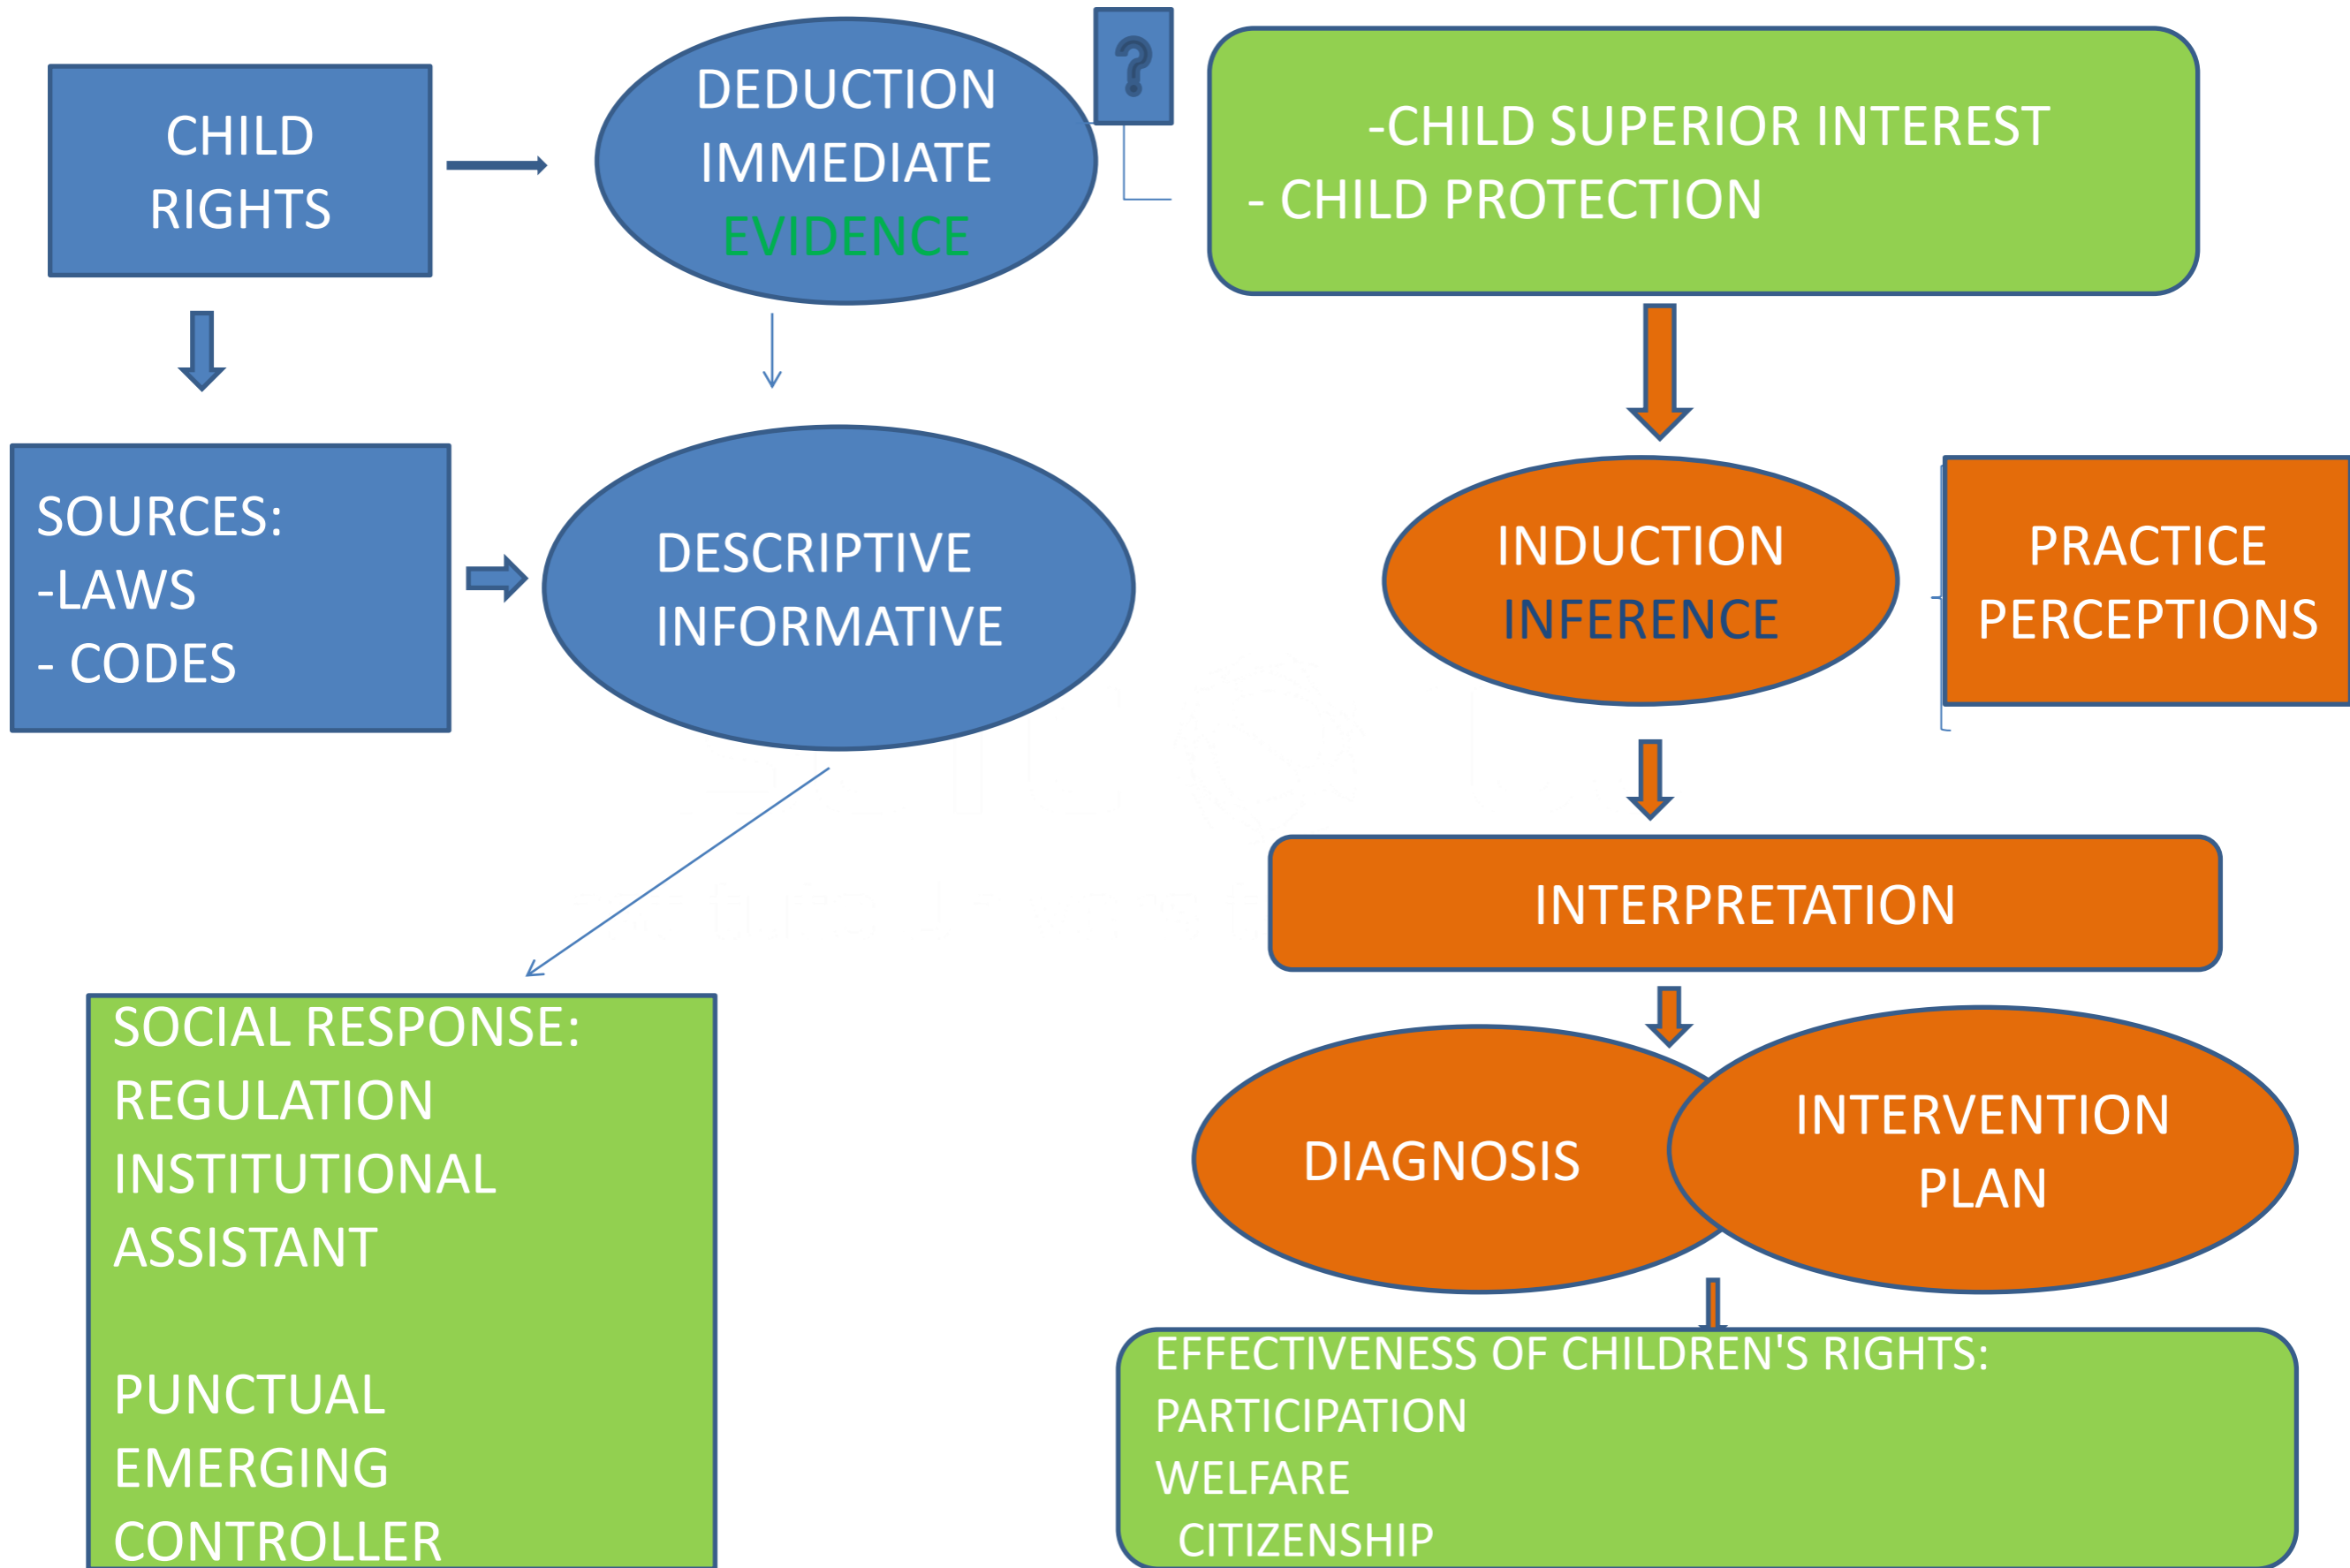 CHILD
RIGHTS
DEDUCTION
IMMEDIATE
EVIDENCE
?
-CHILD SUPERIOR INTEREST
- CHILD PROTECTION
SOURCES:
-LAWS
- CODES
DESCRIPTIVE
INFORMATIVE
INDUCTION
INFERENCE
PRACTICE
PERCEPTIONS
INTERPRETATION
SOCIAL RESPONSE:
REGULATION
INSTITUTIONAL
ASSISTANT
PUNCTUAL
EMERGING
CONTROLLER
DIAGNOSIS
INTERVENTION
PLAN
EFFECTIVENESS OF CHILDREN'S RIGHTS:
PARTICIPATION
WELFARE
CITIZENSHIP